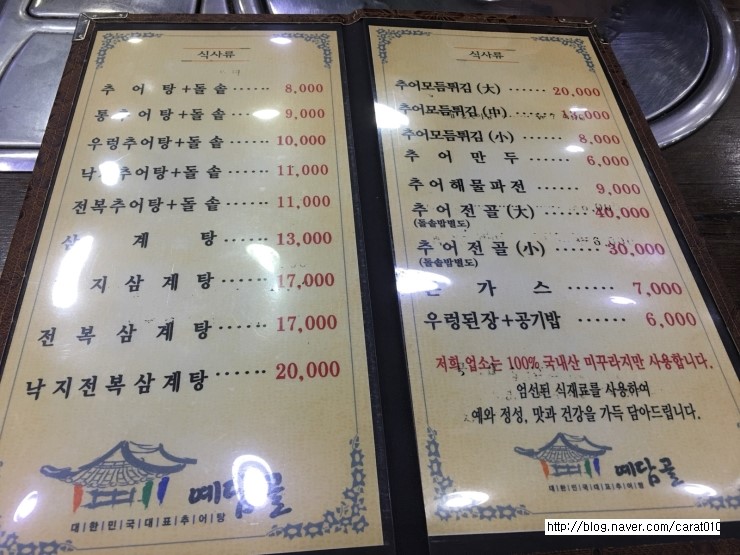 식사류
추어탕+돌솥 ······ 8,000
통추어탕+돌솥 ······ 9,000
우렁추어탕+돌솥 ······ 10,000
추어탕+돌솥 ······ 11,000
전복추어탕+돌솥 ······ 11,000
삼계탕 ······ 13,000
지삼계탕 ······ 17,000
전복삼계탕 ······ 17,000
낙지전복삼계탕 ······ 20,000
대|한|민|국|대|표|추|어|탕
예담골
식사류
추어모듬튀김(大) ······ 20,000
추어모듬튀김(中)
추어모듬튀김(小) ······ 8,000
추어만두 ······ 6,000
추어해물파전 ······ 9,000
추어전골(大) ······ 40,000
(돌솥밥별도)
추어전골(小) ······ 30,000
(돌솥밥별도)
가스 ······ 7,000
우렁된장+공기밥 ······ 6,000
저희 업소는 100% 국내산 미꾸라지만 사용합니다.
엄선된 식재료를 사용하여
예와 정성, 맛과 건강을 가득 담아드립니다.
예담골
대|한|민|국|대|표|추|어|탕
http://blog.naver.com/carat010